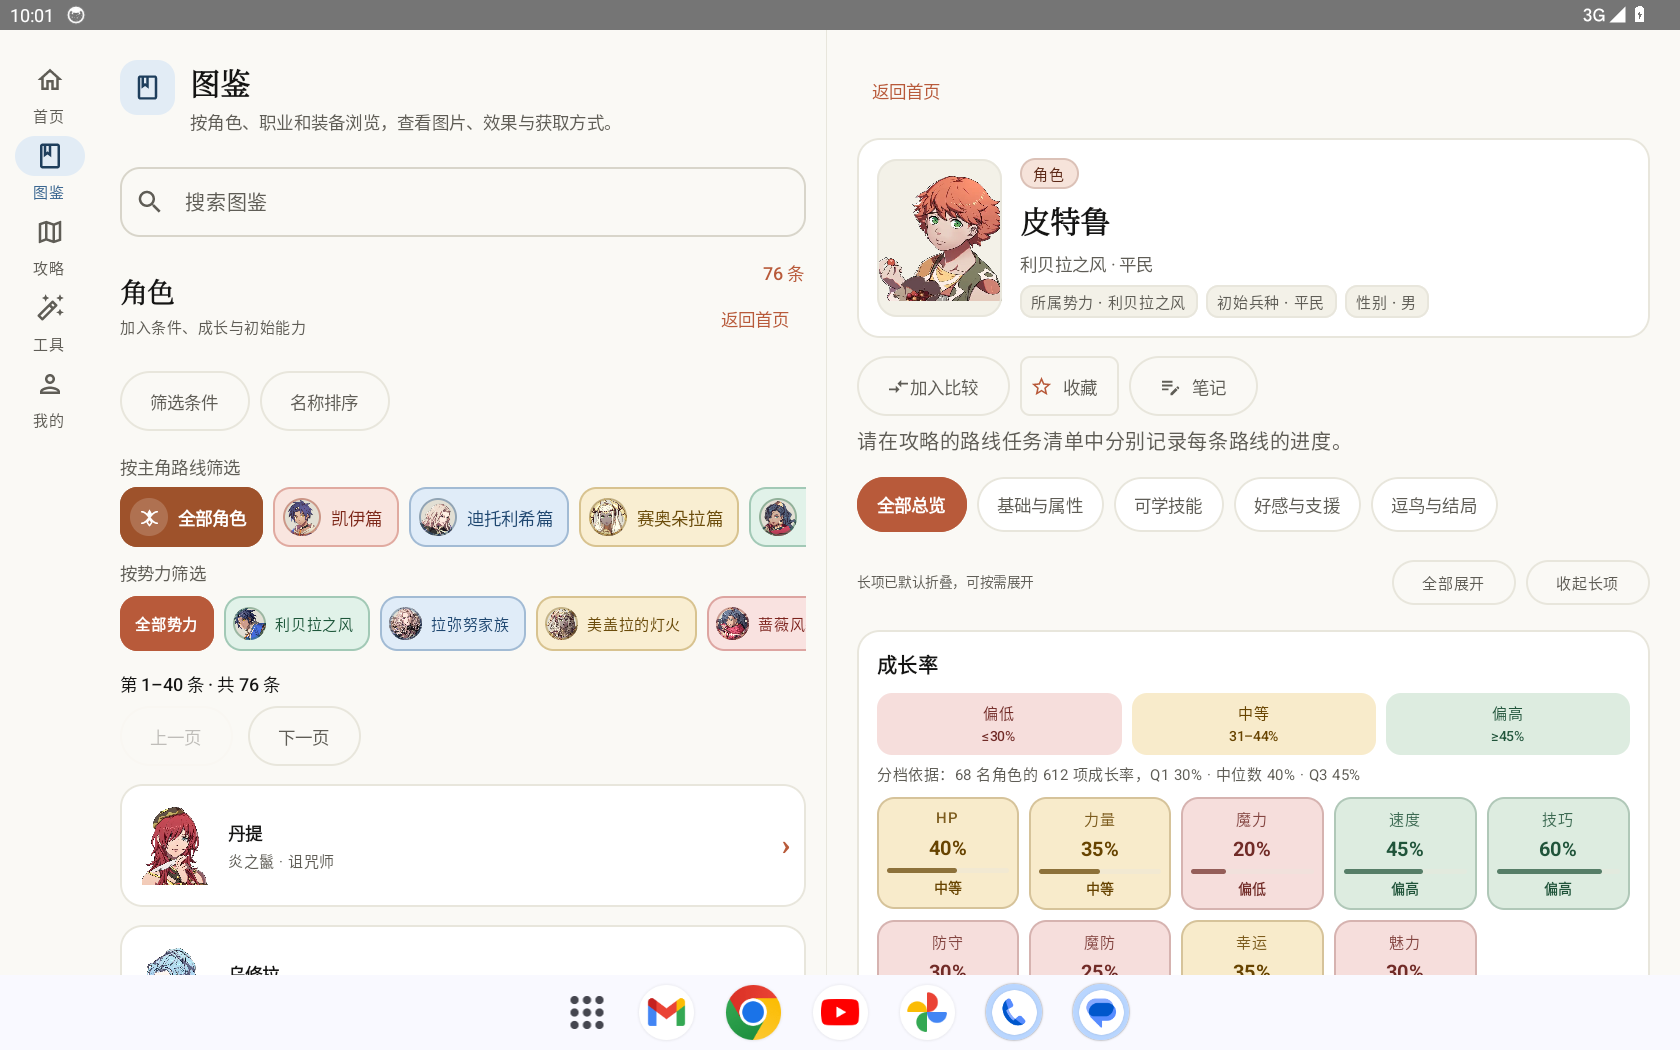 10:01
3G
首页
图鉴
攻略
工具
我的
图鉴
按角色、职业和装备浏览，查看图片、效果与获取方式。
搜索图鉴
76 条
角色
加入条件、成长与初始能力
返回首页
筛选条件
名称排序
按主角路线筛选
全部角色
凯伊篇
迪托利希篇
赛奥朵拉篇
按势力筛选
全部势力
利贝拉之风
拉弥努家族
美盖拉的灯火
蔷薇风
第 1–40 条 · 共 76 条
上一页
下一页
丹提
炎之鬣 · 诅咒师
乌修拉
返回首页
角色
皮特鲁
利贝拉之风 · 平民
所属势力 · 利贝拉之风
初始兵种 · 平民
性别 · 男
加入比较
收藏
笔记
请在攻略的路线任务清单中分别记录每条路线的进度。
全部总览
基础与属性
可学技能
好感与支援
逗鸟与结局
长项已默认折叠，可按需展开
全部展开
收起长项
成长率
偏低
≤30%
中等
31–44%
偏高
≥45%
分档依据：68 名角色的 612 项成长率，Q1 30% · 中位数 40% · Q3 45%
HP
40%
中等
力量
35%
中等
魔力
20%
偏低
速度
45%
偏高
技巧
60%
偏高
防守
30%
魔防
25%
幸运
35%
魅力
30%